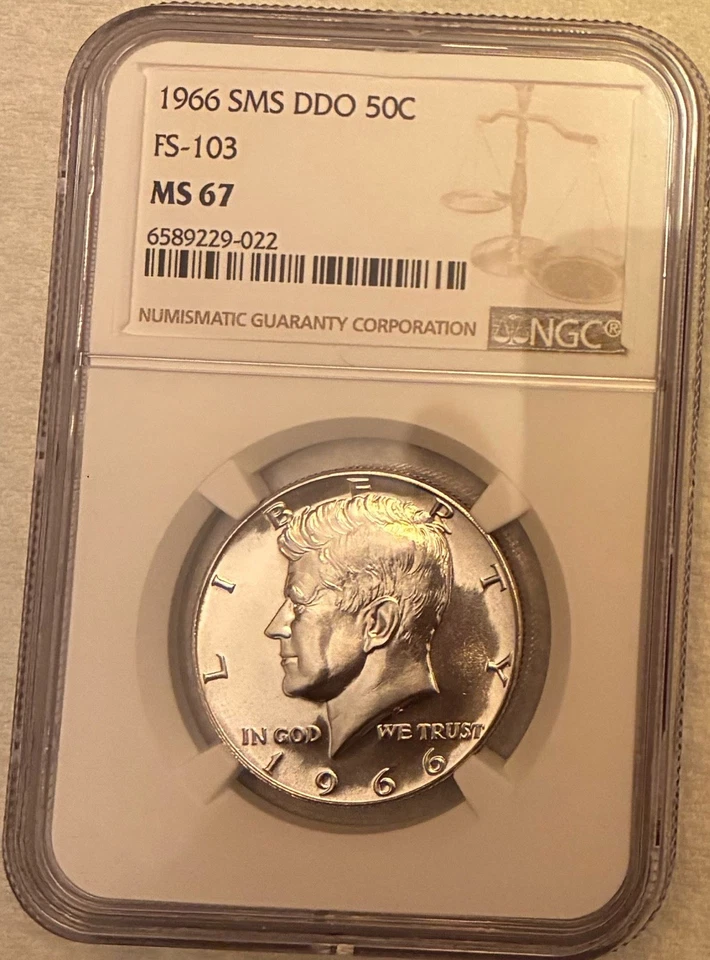 1966 SMS DDO 50C
FS-103
MS 67
6589229-022
NUMISMATIC GUARANTY CORPORATION
NGC®
LIBERTY
IN GOD WE TRUST
1966